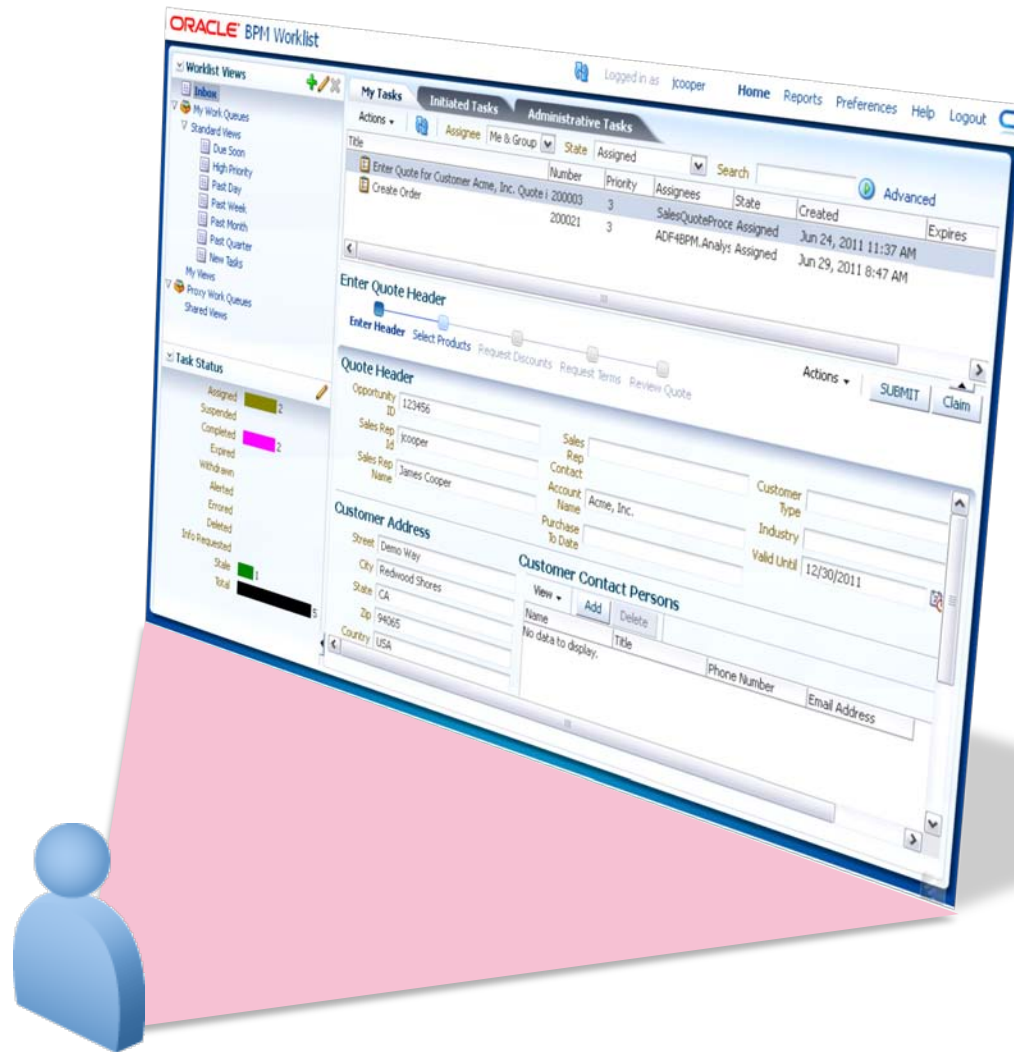 ORACLE BPM Worklist
Logged in as jcooper Home Reports Preferences Help Logout
Worklist Views
Inbox
My Work Queues
Standard Views
Due Soon
High Priority
Past Day
Past Week
Past Month
Past Quarter
New Tasks
My Views
Proxy Work Queues
Shared Views
Task Status
Assigned 2
Suspended
Completed 2
Expired
Withdrawn
Alerted
Errored
Deleted
Info Requested
Stale 1
Total 5
My Tasks Initiated Tasks Administrative Tasks
Actions Assignee Me & Group State Assigned Search Advanced
Title Number Priority Assignees State Created Expires
Enter Quote for Customer Acme, Inc. Quote i 200003 3 SalesQuoteProce Assigned Jun 24, 2011 11:37 AM
Create Order 200021 3 ADF4BPM.Analys Assigned Jun 29, 2011 8:47 AM
Enter Quote Header
Enter Header Select Products Request Discounts Request Terms Review Quote
Actions SUBMIT Claim
Quote Header
Opportunity ID 123456
Sales Rep Id jcooper
Sales Rep Name James Cooper
Sales Rep Contact
Account Name Acme, Inc.
Purchase To Date
Customer Type
Industry
Valid Until 12/30/2011
Customer Address
Street Demo Way
City Redwood Shores
State CA
Zip 94065
Country USA
Customer Contact Persons
View Add Delete
Name Title Phone Number Email Address
No data to display.